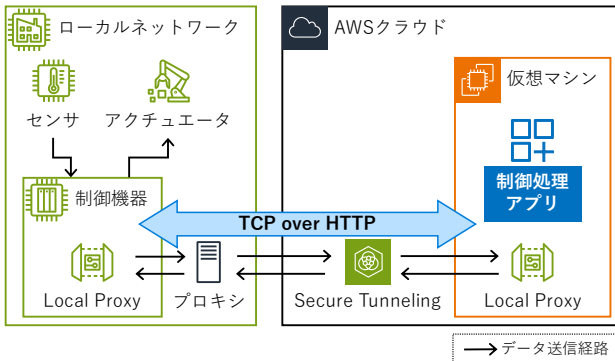 ローカルネットワーク
AWSクラウド
仮想マシン
センサ
アクチュエータ
制御処理
アプリ
制御機器
TCP over HTTP
Local Proxy
プロキシ
Secure Tunneling
Local Proxy
データ送信経路